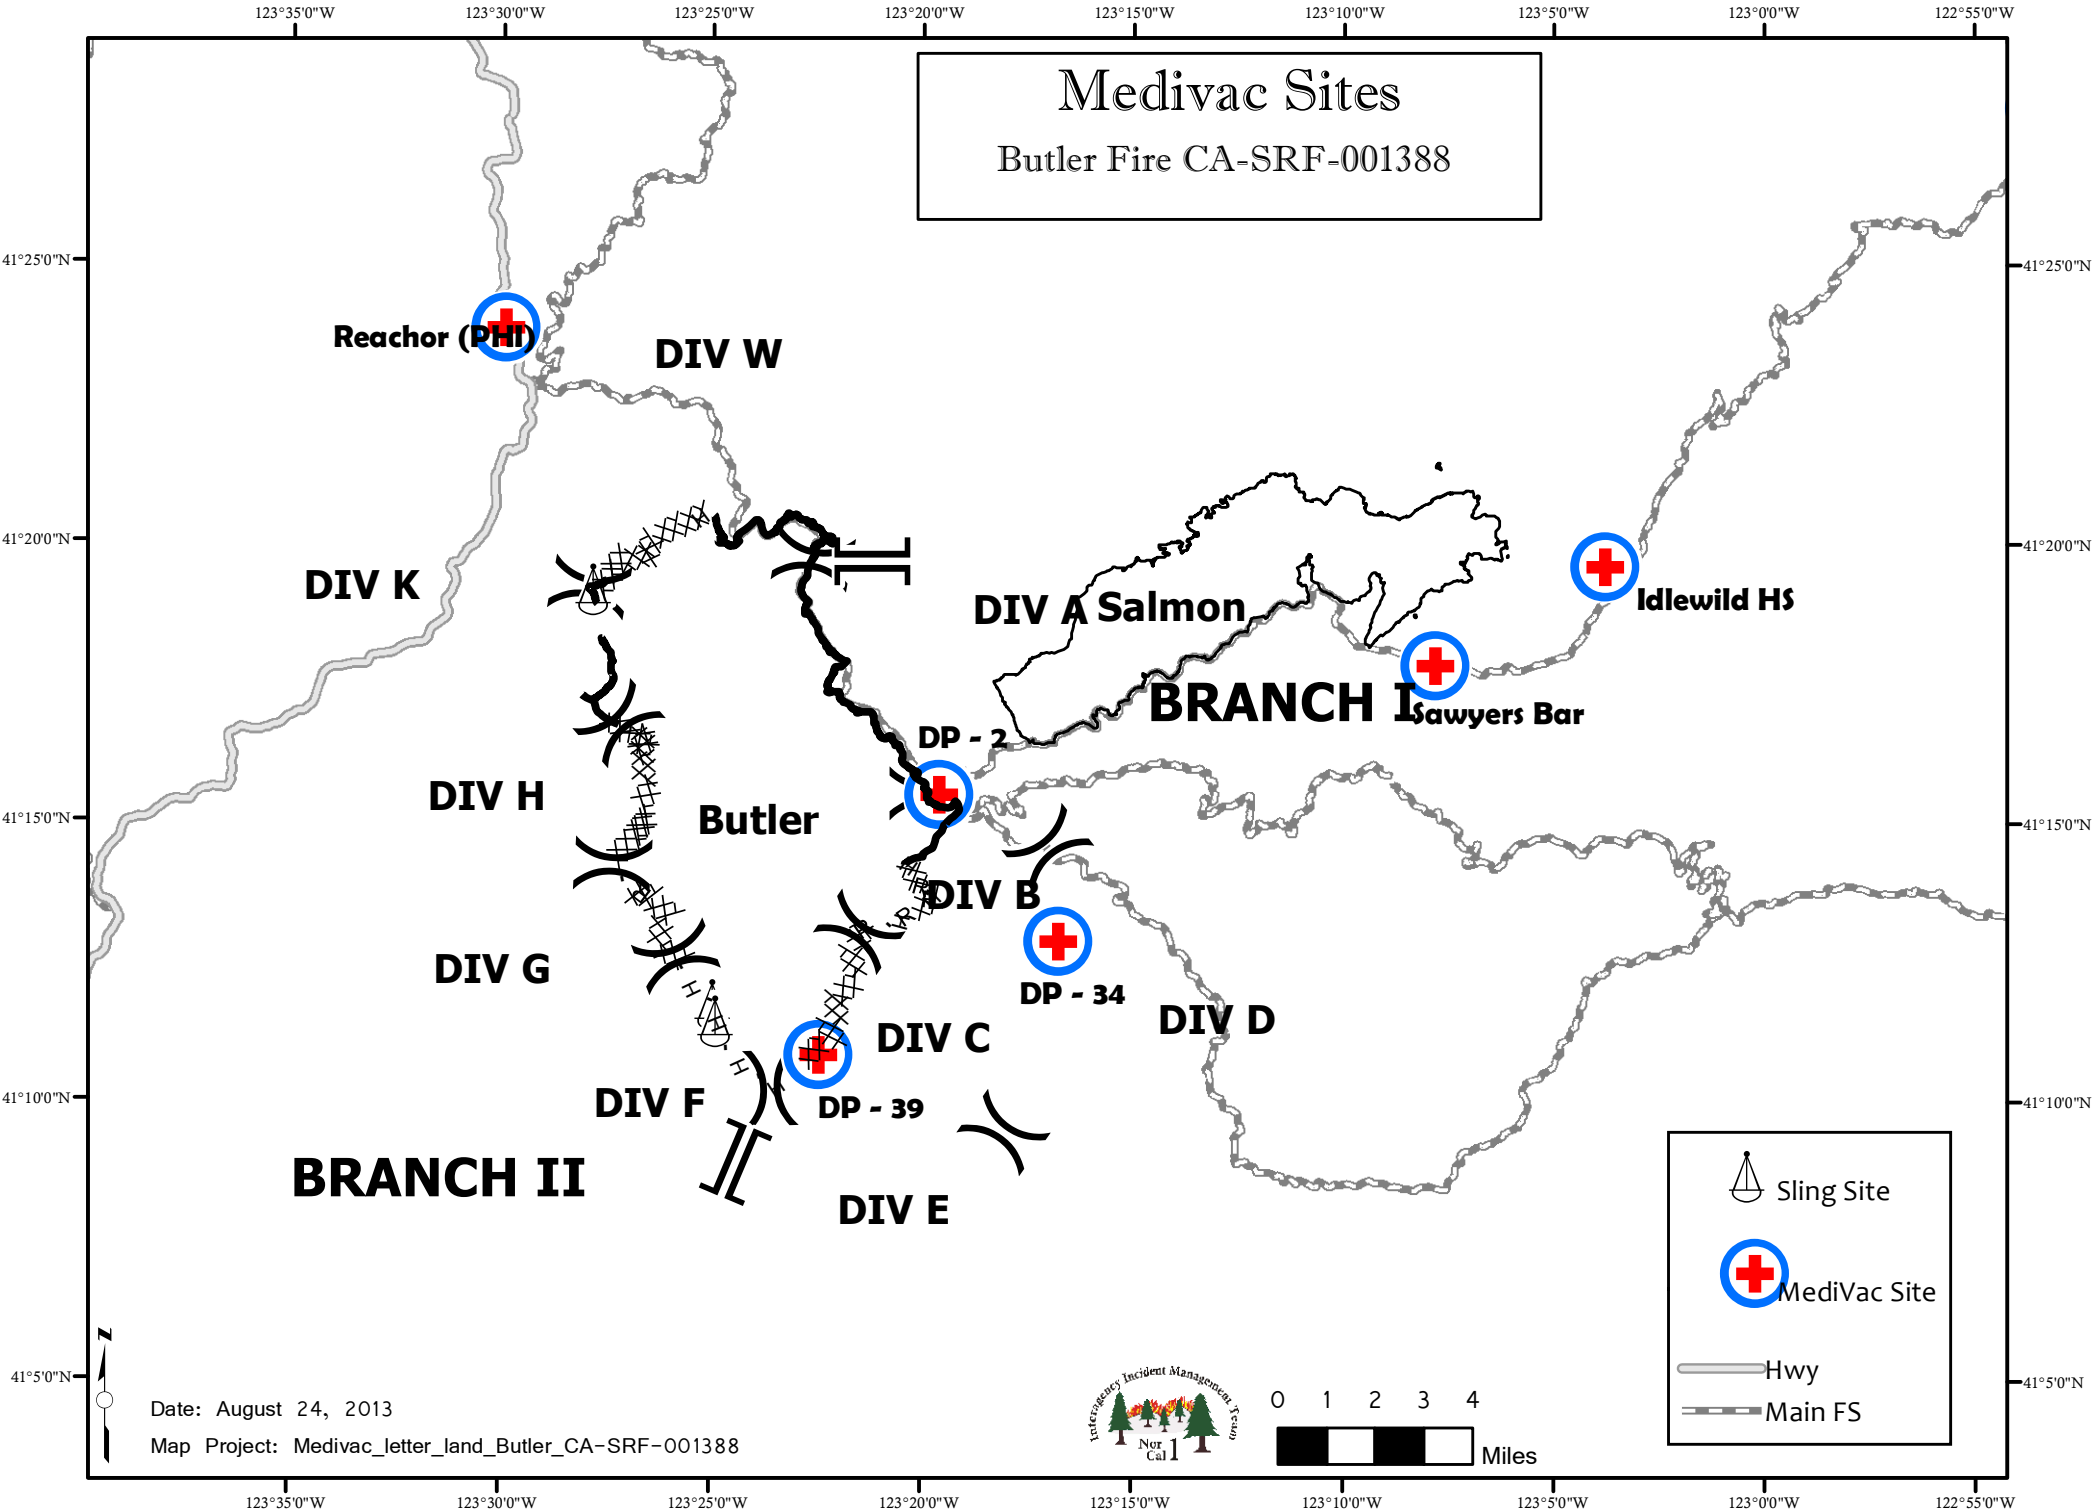 123°35'0"W 123°30'0"W 123°25'0"W 123°20'0"W 123°15'0"W 123°10'0"W 123°5'0"W 123°0'0"W 122°55'0"W
Medivac Sites
Butler Fire CA-SRF-001388
41°25'0"N 41°25'0"N
Reachor (PHI)
DIV W
41°20'0"N 41°20'0"N
DIV K
DIV A Salmon
Idlewild HS
BRANCH I
Sawyers Bar
DP - 2
DIV H
Butler
41°15'0"N 41°15'0"N
DIV B
DIV G
DP - 34
DIV D
DIV C
41°10'0"N 41°10'0"N
DIV F
DP - 39
BRANCH II
DIV E
Sling Site
MediVac Site
Hwy
Main FS
41°5'0"N 41°5'0"N
N
Date: August 24, 2013
Map Project: Medivac_letter_land_Butler_CA-SRF-001388
Interagency Incident Management Team
Nor Cal 1
0 1 2 3 4
Miles
123°35'0"W 123°30'0"W 123°25'0"W 123°20'0"W 123°15'0"W 123°10'0"W 123°5'0"W 123°0'0"W 122°55'0"W